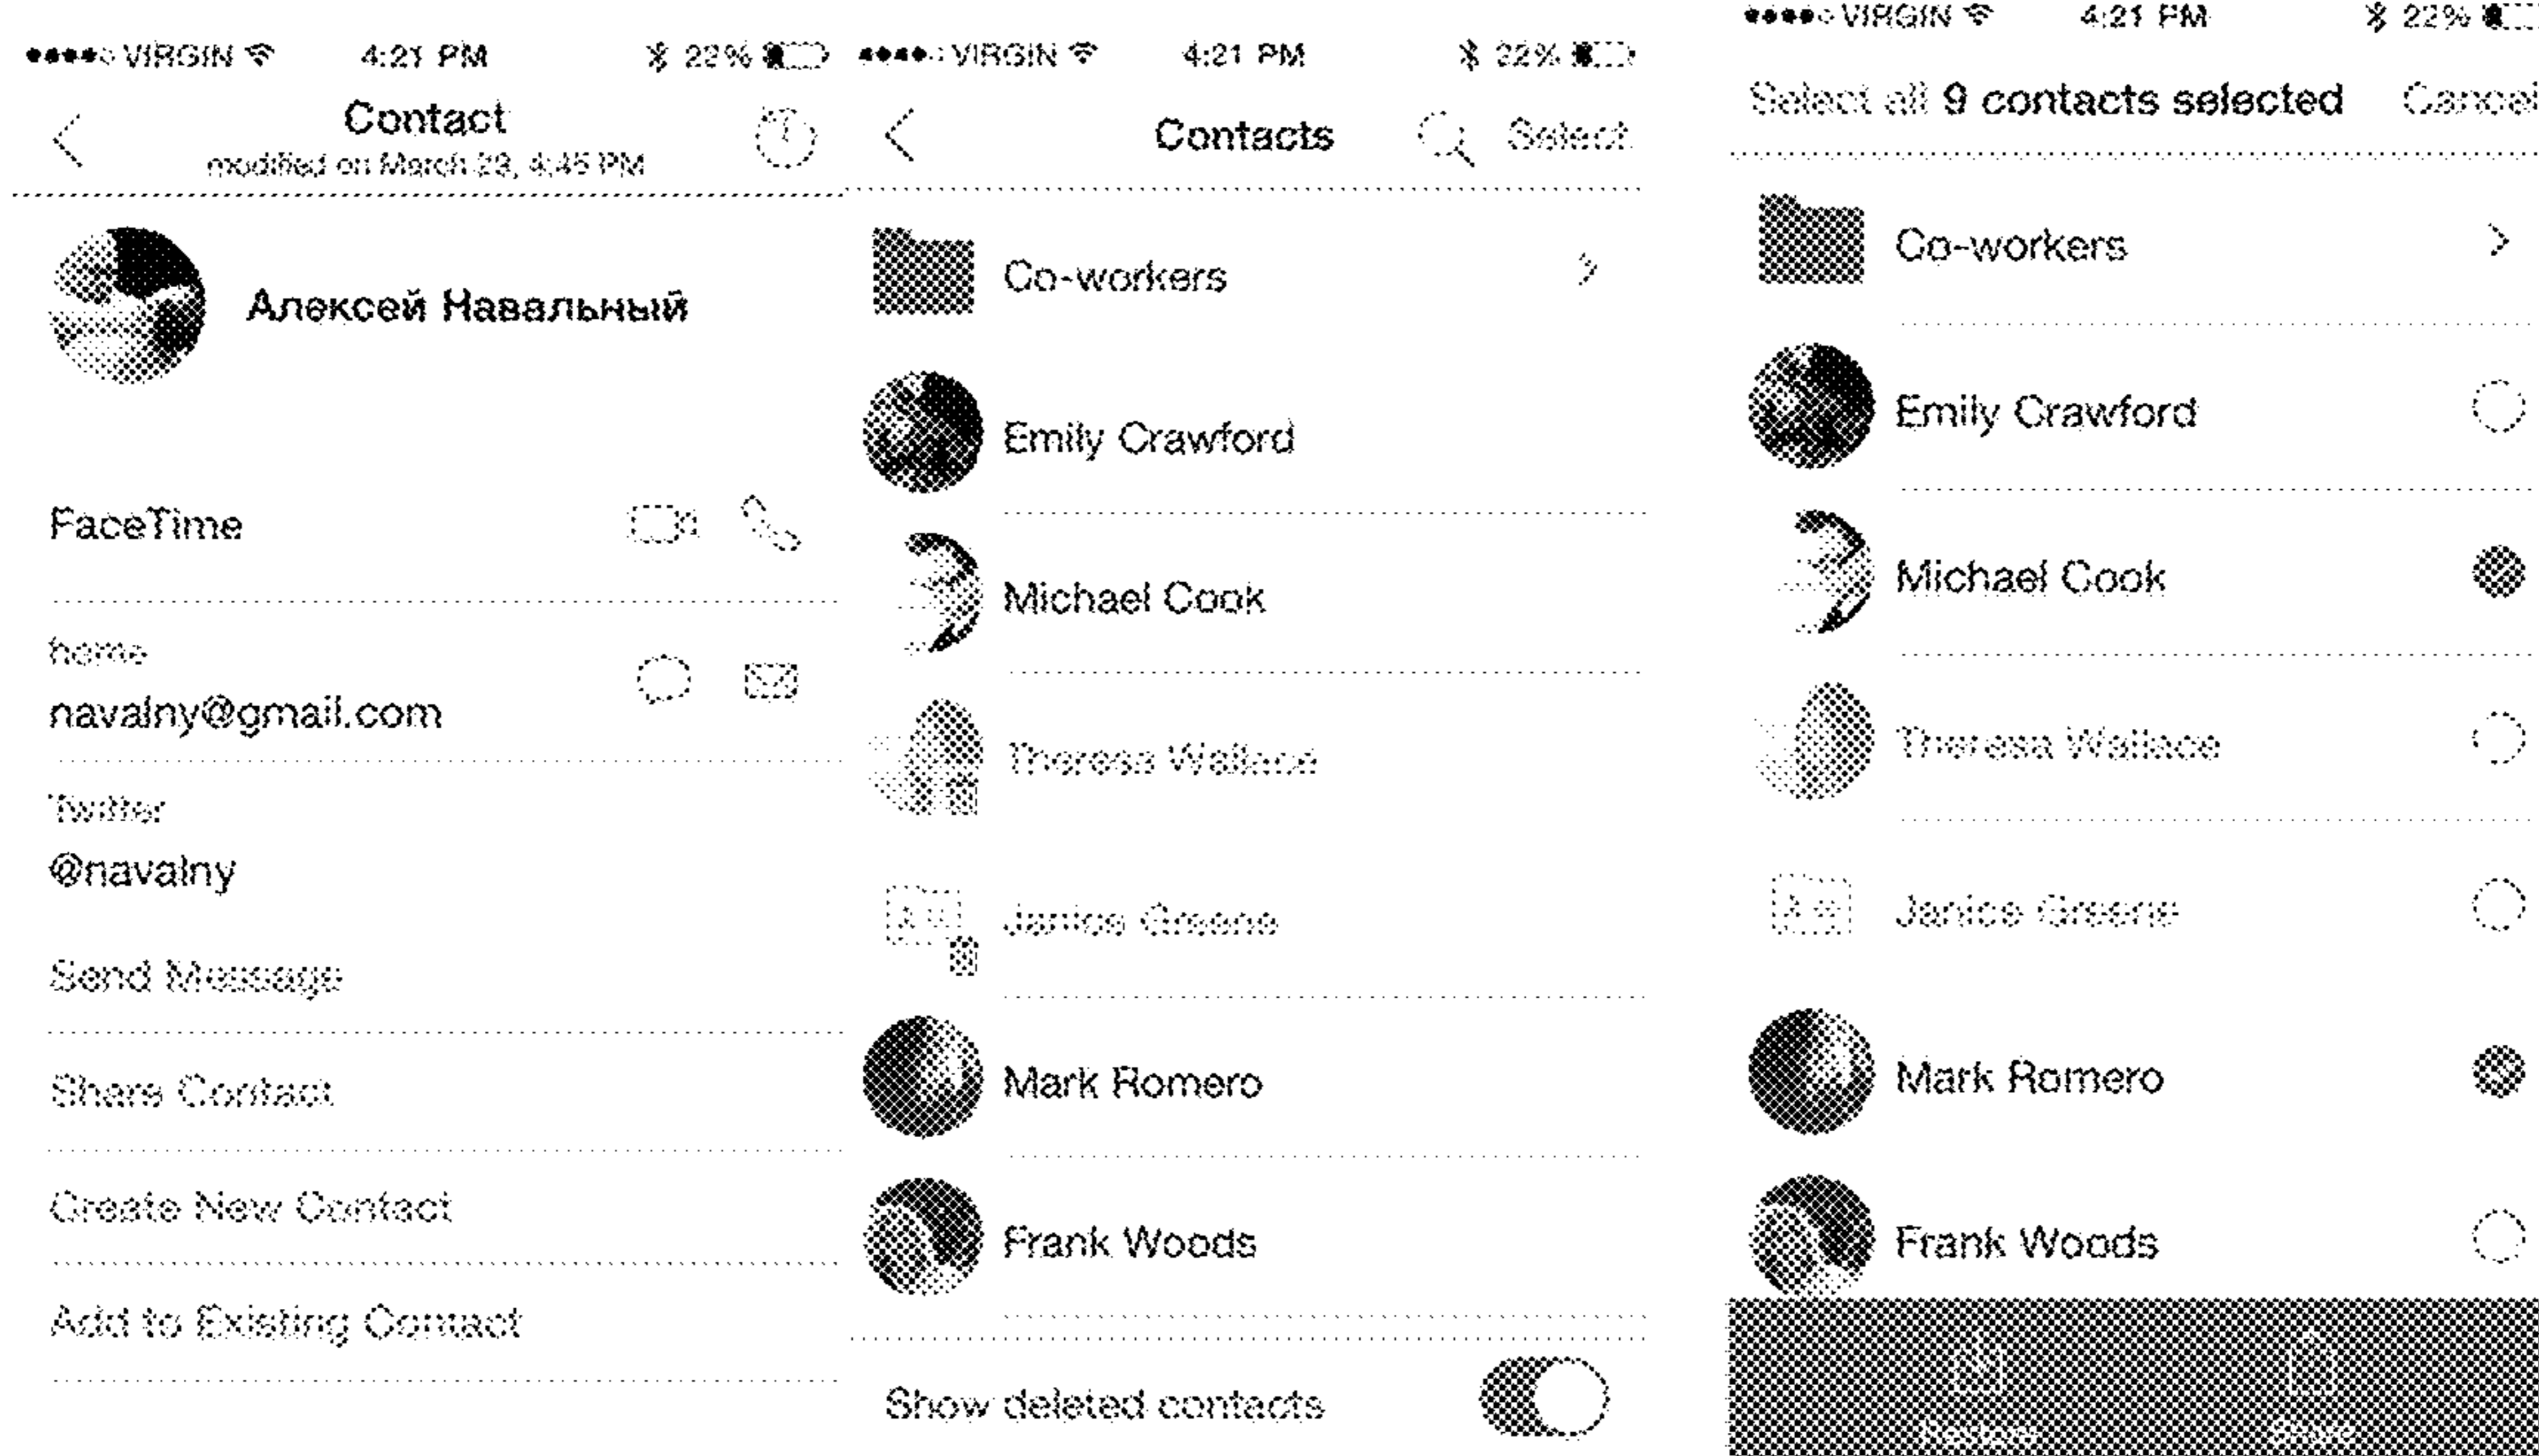 VIRGIN 4:21 PM 22%
Contact
modified on March 23, 4:45 PM
Алексей Навальный
FaceTime
home
navalny@gmail.com
Twitter
@navalny
Send Message
Share Contact
Create New Contact
Add to Existing Contact
VIRGIN 4:21 PM 22%
Contacts Select
Co-workers
Emily Crawford
Michael Cook
Theresa Wallace
Janice Greene
Mark Romero
Frank Woods
Show deleted contacts
VIRGIN 4:21 PM 22%
Select all 9 contacts selected Cancel
Co-workers
Emily Crawford
Michael Cook
Theresa Wallace
Janice Greene
Mark Romero
Frank Woods
Restore Share